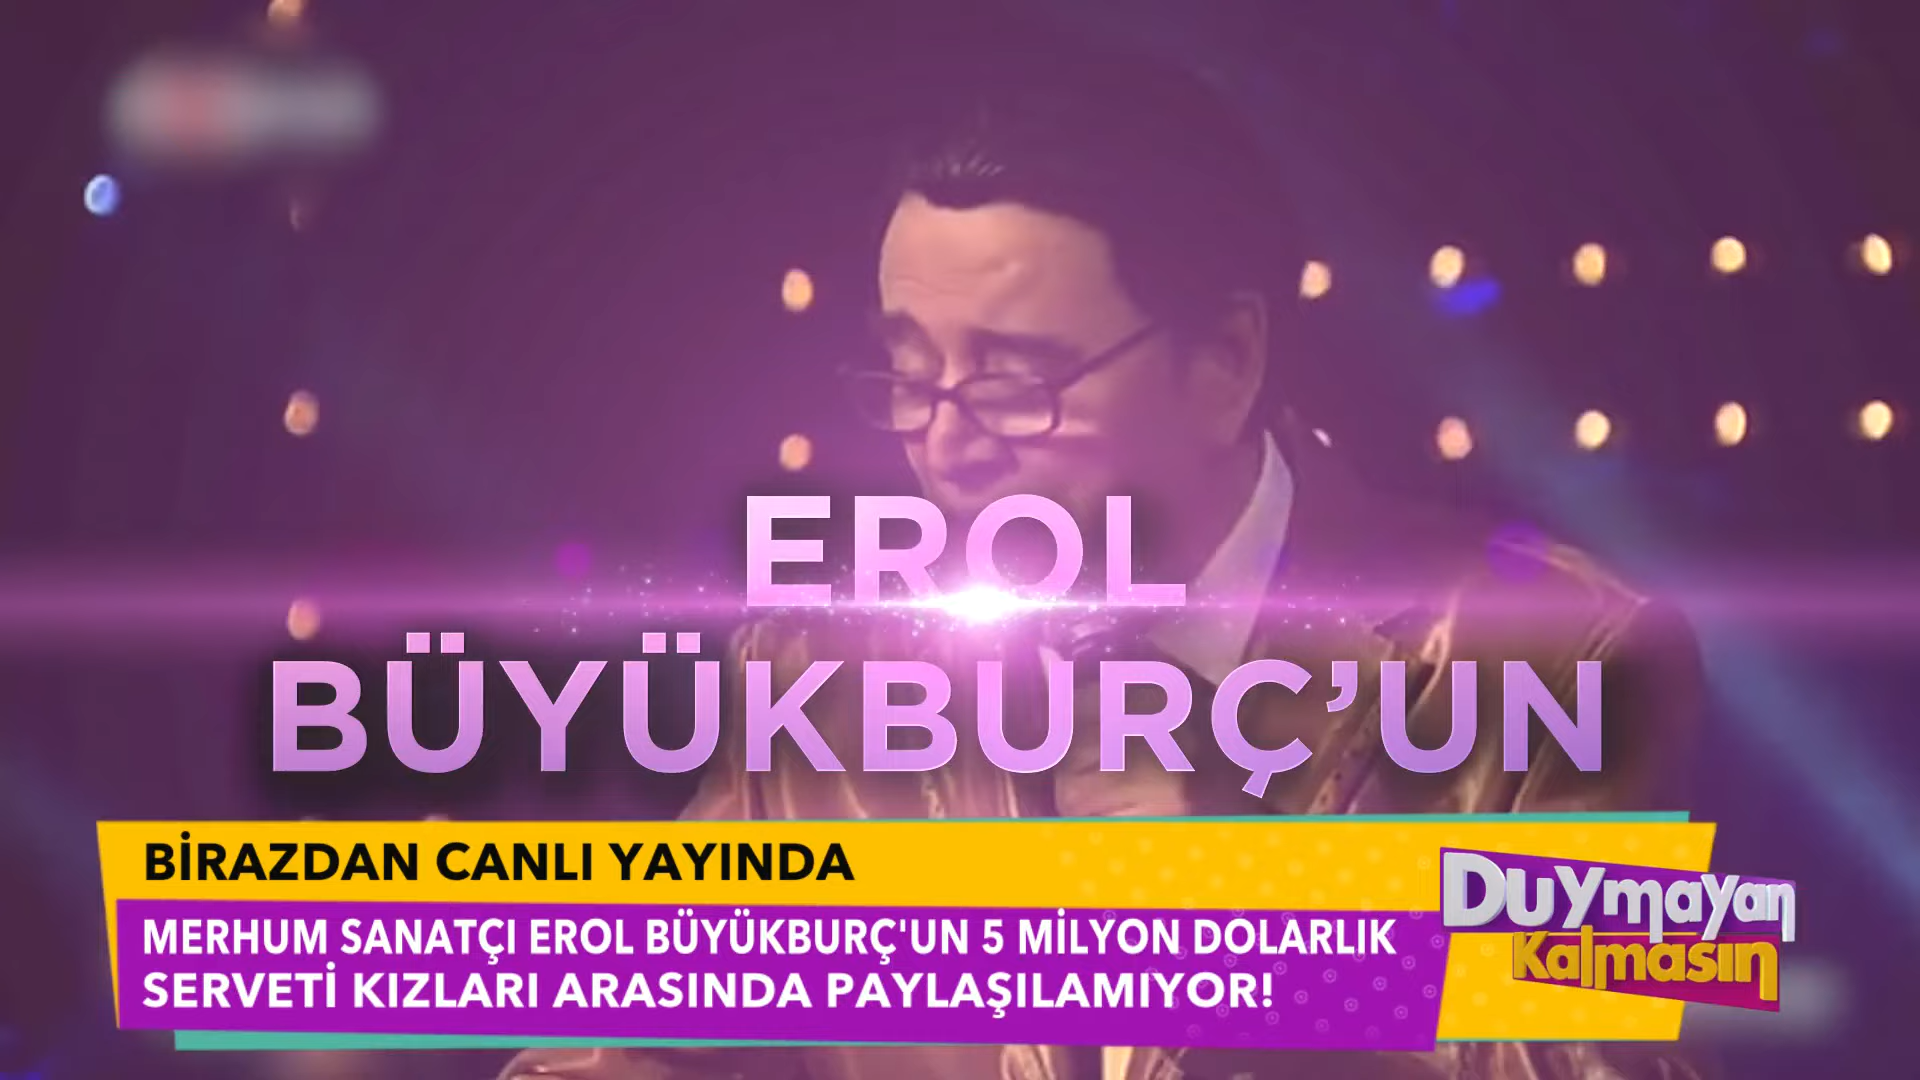 EROL
BÜYÜKBURÇ’UN
BİRAZDAN CANLI YAYINDA
MERHUM SANATÇI EROL BÜYÜKBURÇ'UN 5 MİLYON DOLARLIK
SERVETİ KIZLARI ARASINDA PAYLAŞILAMIYOR!
Duymayan
Kalmasın